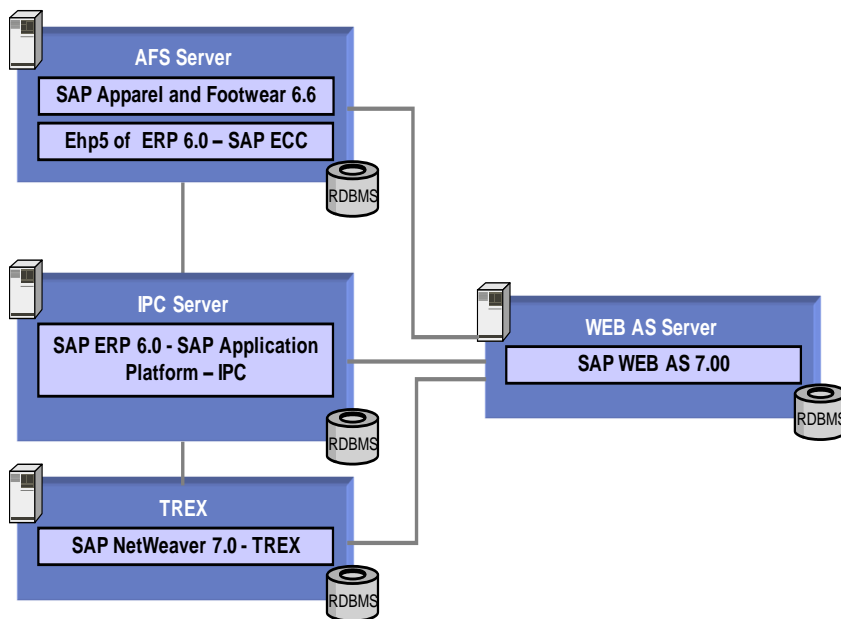 AFS Server
SAP Apparel and Footwear 6.6
Ehp5 of ERP 6.0 – SAP ECC
RDBMS
IPC Server
SAP ERP 6.0 - SAP Application
Platform – IPC
RDBMS
WEB AS Server
SAP WEB AS 7.00
RDBMS
TREX
SAP NetWeaver 7.0 - TREX
RDBMS